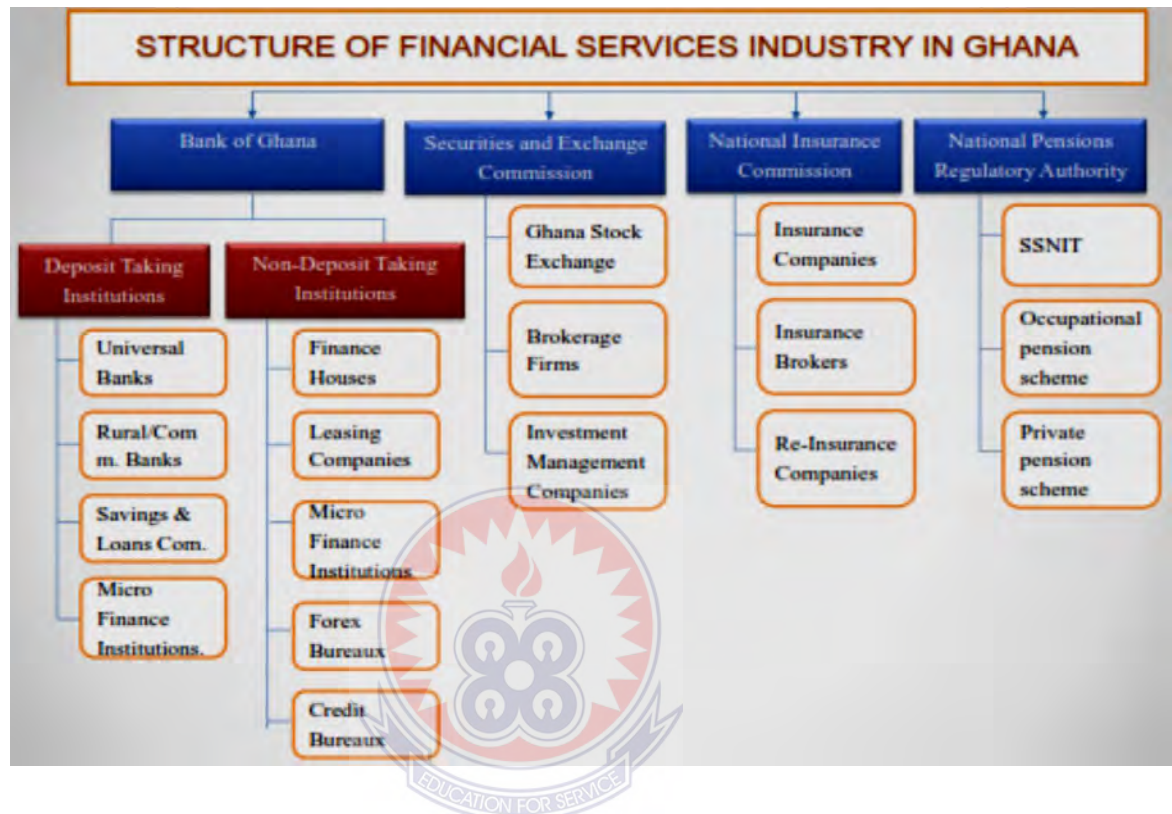 STRUCTURE OF FINANCIAL SERVICES INDUSTRY IN GHANA
Bank of Ghana
Securities and Exchange
Commission
National Insurance
Commission
National Pensions
Regulatory Authority
Deposit Taking
Institutions
Non-Deposit Taking
Institutions
Universal
Banks
Rural/Com
m. Banks
Savings &
Loans Com.
Micro
Finance
Institutions.
Finance
Houses
Leasing
Companies
Micro
Finance
Institutions
Forex
Bureaux
Credit
Bureaux
Ghana Stock
Exchange
Brokerage
Firms
Investment
Management
Companies
Insurance
Companies
Insurance
Brokers
Re-Insurance
Companies
SSNIT
Occupational
pension
scheme
Private
pension
scheme
EDUCATION FOR SERVICE